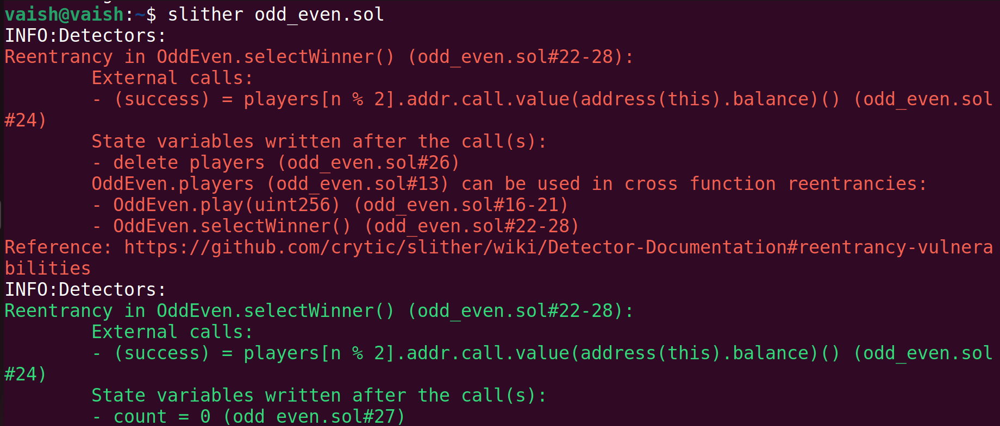 vaish@vaish:~$ slither odd_even.sol
INFO:Detectors:
Reentrancy in OddEven.selectWinner() (odd_even.sol#22-28):
External calls:
- (success) = players[n % 2].addr.call.value(address(this).balance)() (odd_even.sol
#24)
State variables written after the call(s):
- delete players (odd_even.sol#26)
OddEven.players (odd_even.sol#13) can be used in cross function reentrancies:
- OddEven.play(uint256) (odd_even.sol#16-21)
- OddEven.selectWinner() (odd_even.sol#22-28)
Reference: https://github.com/crytic/slither/wiki/Detector-Documentation#reentrancy-vulnera
bilities
INFO:Detectors:
Reentrancy in OddEven.selectWinner() (odd_even.sol#22-28):
External calls:
- (success) = players[n % 2].addr.call.value(address(this).balance)() (odd_even.sol
#24)
State variables written after the call(s):
- count = 0 (odd even.sol#27)